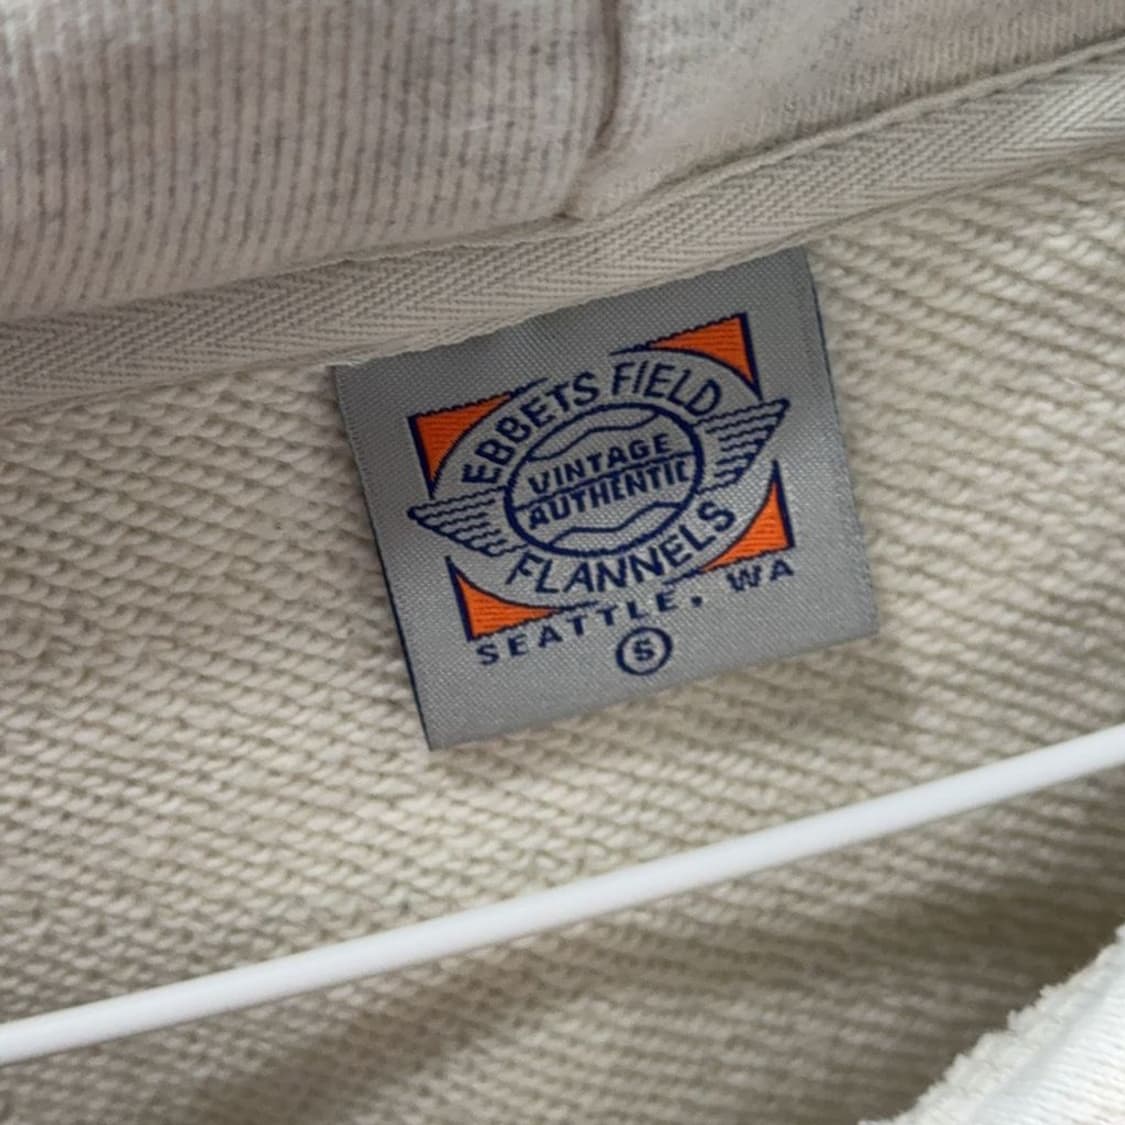 EBBETS FIELD
VINTAGE
AUTHENTIC
FLANNELS
SEATTLE, WA
S